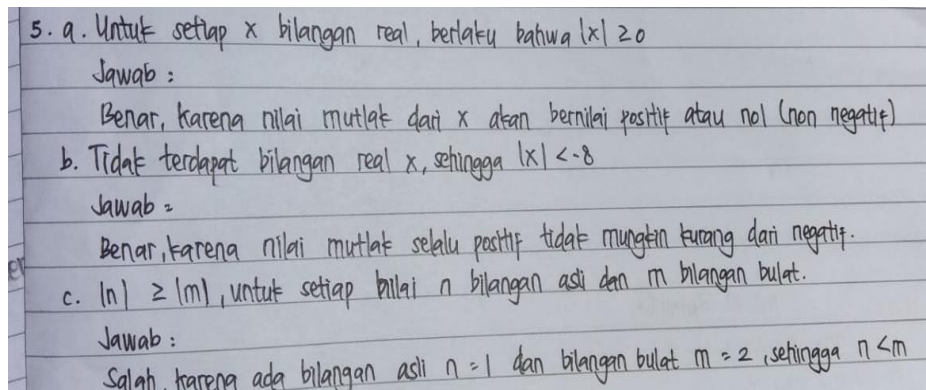 5. a. Untuk setiap x bilangan real, berlaku bahwa |x| ≥ 0
Jawab :
Benar, karena nilai mutlak dari x akan bernilai positif atau nol (non negatif)
b. Tidak terdapat bilangan real x, sehingga |x| < -8
Jawab :
Benar, karena nilai mutlak selalu positif tidak mungkin kurang dari negatif.
c. |n| ≥ |m|, untuk setiap nilai n bilangan asli dan m bilangan bulat.
Jawab :
Salah, karena ada bilangan asli n = 1 dan bilangan bulat m = 2, sehingga n < m